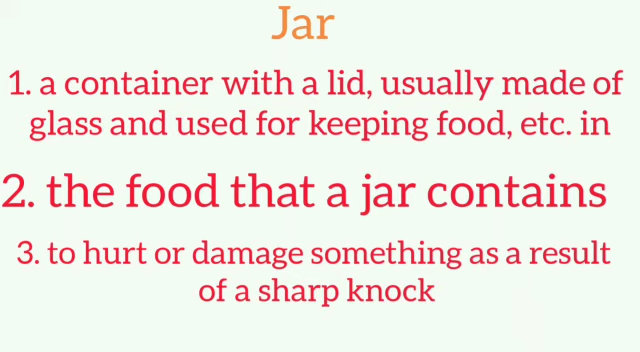 Jar
1. a container with a lid, usually made of
glass and used for keeping food, etc. in
2. the food that a jar contains
3. to hurt or damage something as a result
of a sharp knock